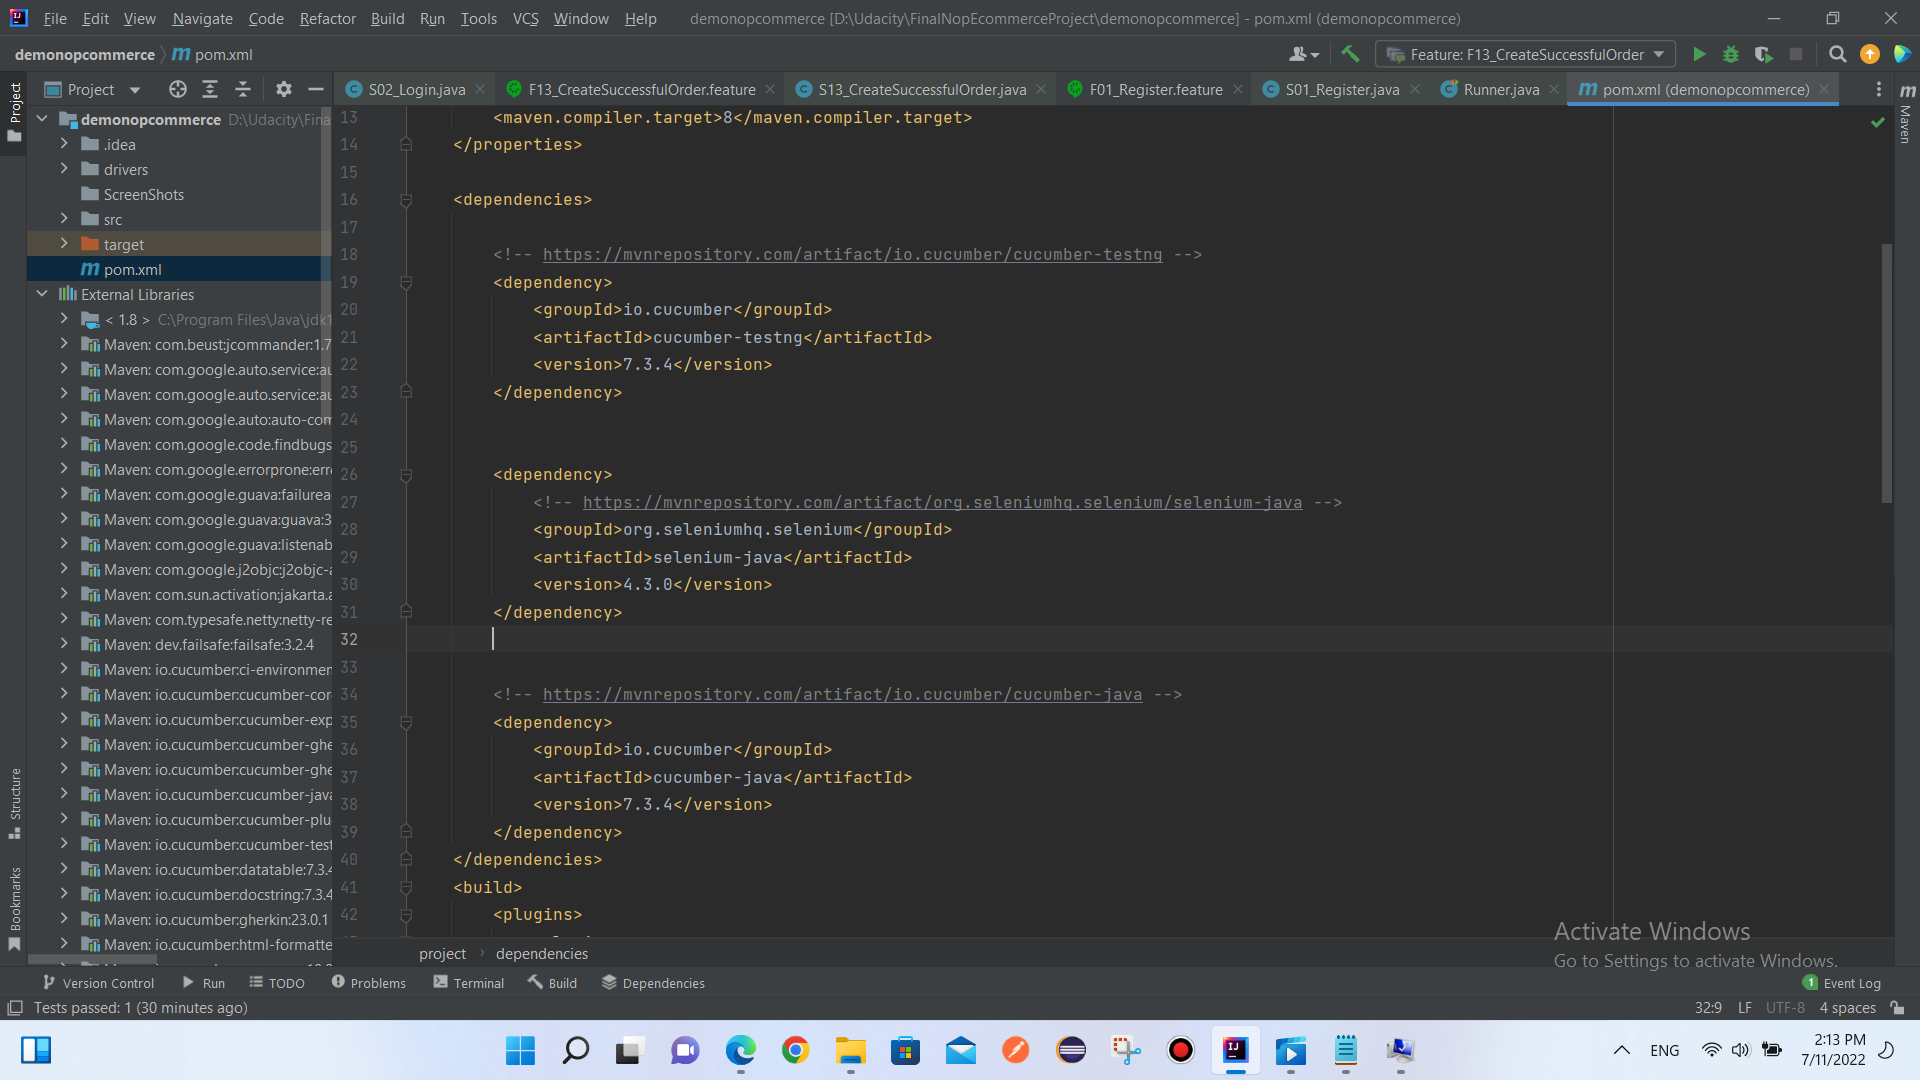 File Edit View Navigate Code Refactor Build Run Tools VCS Window Help demonopcommerce [D:\Udacity\FinalNopEcommerceProject\demonopcommerce] - pom.xml (demonopcommerce)
demonopcommerce pom.xml
Feature: F13_CreateSuccessfulOrder
Project
S02_Login.java F13_CreateSuccessfulOrder.feature S13_CreateSuccessfulOrder.java F01_Register.feature S01_Register.java Runner.java pom.xml (demonopcommerce)
Project
Structure
Bookmarks
Maven
demonopcommerce D:\Udacity\Fina
.idea
drivers
ScreenShots
src
target
pom.xml
External Libraries
< 1.8 > C:\Program Files\Java\jdk1
Maven: com.beust:jcommander:1.7
Maven: com.google.auto.service:au
Maven: com.google.auto.service:au
Maven: com.google.auto:auto-com
Maven: com.google.code.findbugs
Maven: com.google.errorprone:erro
Maven: com.google.guava:failurea
Maven: com.google.guava:guava:3
Maven: com.google.guava:listenab
Maven: com.google.j2objc:j2objc-a
Maven: com.sun.activation:jakarta.a
Maven: com.typesafe.netty:netty-re
Maven: dev.failsafe:failsafe:3.2.4
Maven: io.cucumber:ci-environmen
Maven: io.cucumber:cucumber-cor
Maven: io.cucumber:cucumber-exp
Maven: io.cucumber:cucumber-ghe
Maven: io.cucumber:cucumber-ghe
Maven: io.cucumber:cucumber-java
Maven: io.cucumber:cucumber-plu
Maven: io.cucumber:cucumber-test
Maven: io.cucumber:datatable:7.3.4
Maven: io.cucumber:docstring:7.3.4
Maven: io.cucumber:gherkin:23.0.1
Maven: io.cucumber:html-formatte
13 <maven.compiler.target>8</maven.compiler.target>
14 </properties>
15
16 <dependencies>
17
18 <!-- https://mvnrepository.com/artifact/io.cucumber/cucumber-testng -->
19 <dependency>
20 <groupId>io.cucumber</groupId>
21 <artifactId>cucumber-testng</artifactId>
22 <version>7.3.4</version>
23 </dependency>
24
25
26 <dependency>
27 <!-- https://mvnrepository.com/artifact/org.seleniumhq.selenium/selenium-java -->
28 <groupId>org.seleniumhq.selenium</groupId>
29 <artifactId>selenium-java</artifactId>
30 <version>4.3.0</version>
31 </dependency>
32
33
34 <!-- https://mvnrepository.com/artifact/io.cucumber/cucumber-java -->
35 <dependency>
36 <groupId>io.cucumber</groupId>
37 <artifactId>cucumber-java</artifactId>
38 <version>7.3.4</version>
39 </dependency>
40 </dependencies>
41 <build>
42 <plugins>
Activate Windows
Go to Settings to activate Windows.
project dependencies
Version Control Run TODO Problems Terminal Build Dependencies 1 Event Log
Tests passed: 1 (30 minutes ago) 32:9 LF UTF-8 4 spaces
ENG 2:13 PM
7/11/2022